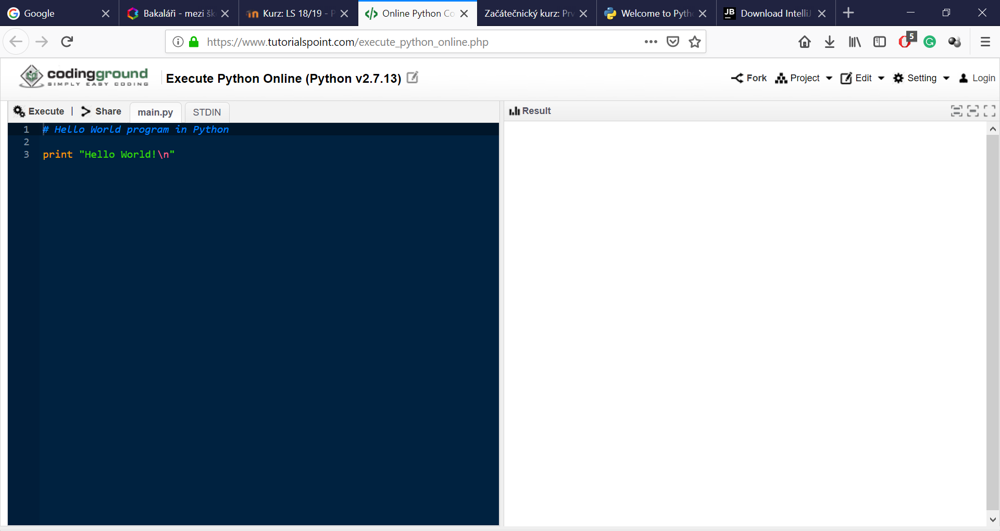 Google
Bakaláři - mezi šk
Kurz: LS 18/19 - P
Online Python Co
Začátečnický kurz: Prv
Welcome to Pytho
JB
Download IntelliJ
https://www.tutorialspoint.com/execute_python_online.php
5
codingground
SIMPLY EASY CODING
Execute Python Online (Python v2.7.13)
Fork
Project
Edit
Setting
Login
Execute | Share
main.py
STDIN
Result
1 # Hello World program in Python
2
3 print "Hello World!\n"